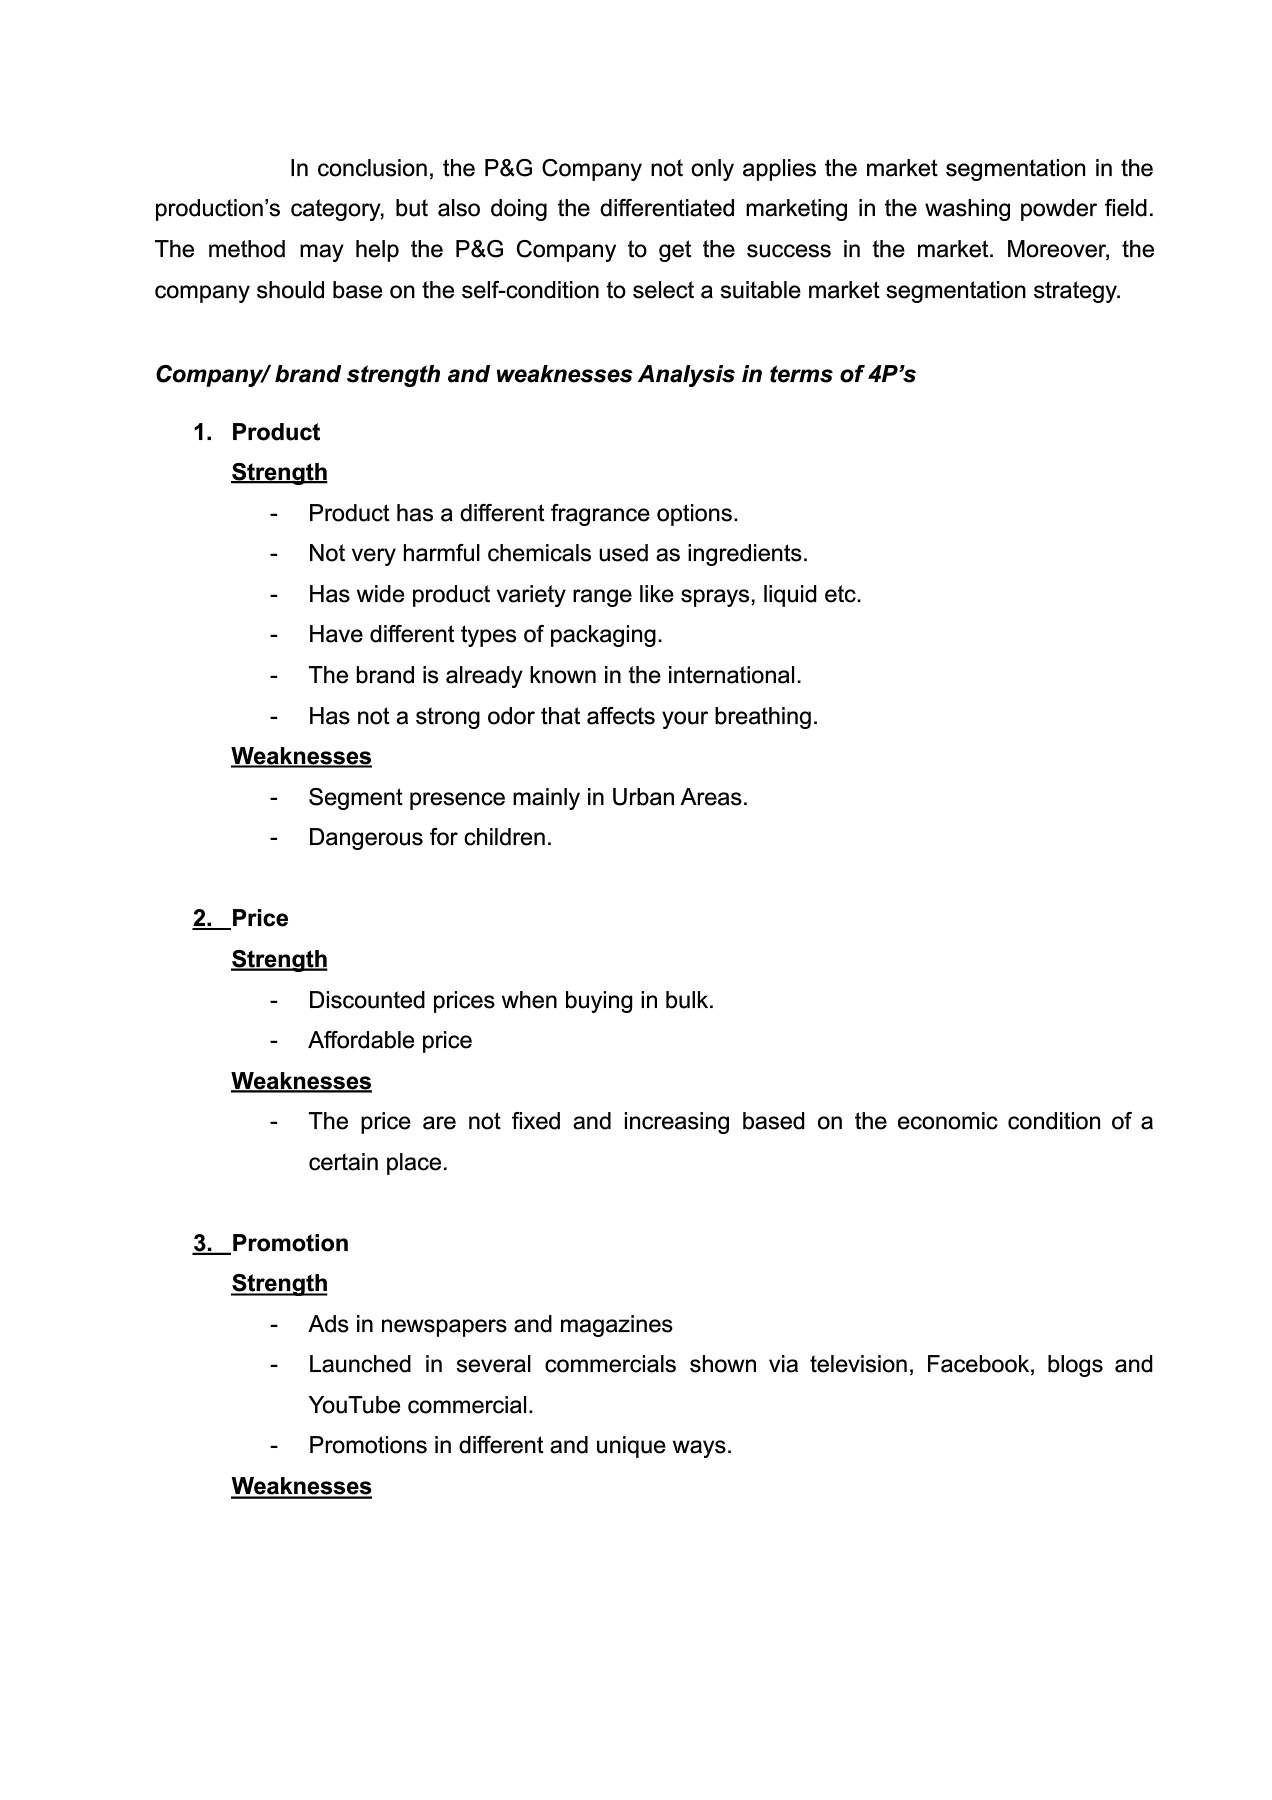 In conclusion, the P&G Company not only applies the market segmentation in the
production’s category, but also doing the differentiated marketing in the washing powder field.
The method may help the P&G Company to get the success in the market. Moreover, the
company should base on the self-condition to select a suitable market segmentation strategy.
Company/ brand strength and weaknesses Analysis in terms of 4P’s
1. Product
Strength
- Product has a different fragrance options.
- Not very harmful chemicals used as ingredients.
- Has wide product variety range like sprays, liquid etc.
- Have different types of packaging.
- The brand is already known in the international.
- Has not a strong odor that affects your breathing.
Weaknesses
- Segment presence mainly in Urban Areas.
- Dangerous for children.
2. Price
Strength
- Discounted prices when buying in bulk.
- Affordable price
Weaknesses
- The price are not fixed and increasing based on the economic condition of a
certain place.
3. Promotion
Strength
- Ads in newspapers and magazines
- Launched in several commercials shown via television, Facebook, blogs and
YouTube commercial.
- Promotions in different and unique ways.
Weaknesses